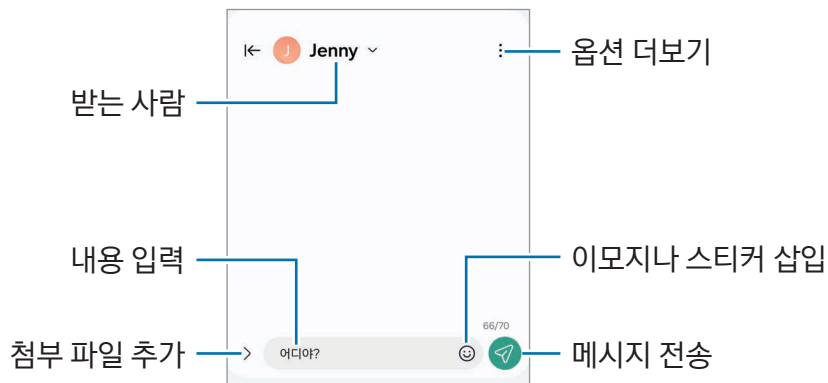 J Jenny
옵션 더보기
받는 사람
내용 입력
이모지나 스티커 삽입
66/70
첨부 파일 추가
어디야?
메시지 전송